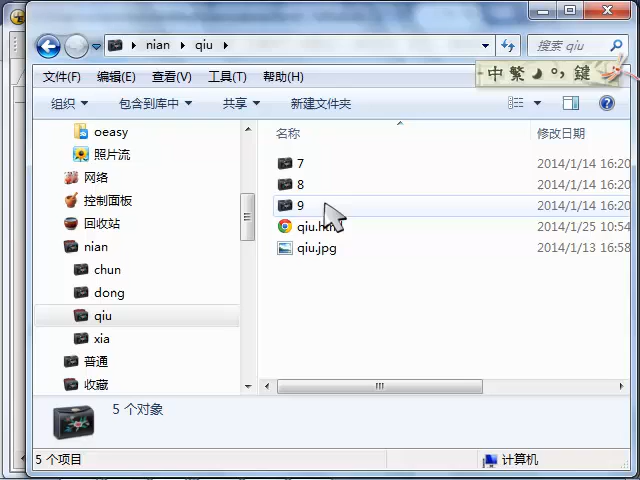 nian qiu
搜索 qiu
文件(F) 编辑(E) 查看(V) 工具(T) 帮助(H)
中 繁 鍵
组织 包含到库中 共享 新建文件夹
oeasy
照片流
网络
控制面板
回收站
nian
chun
dong
qiu
xia
普通
收藏
名称 修改日期
7 2014/1/14 16:20
8 2014/1/14 16:20
9 2014/1/14 16:20
qiu.htm 2014/1/25 10:54
qiu.jpg 2014/1/13 16:58
5 个对象
5 个项目 计算机